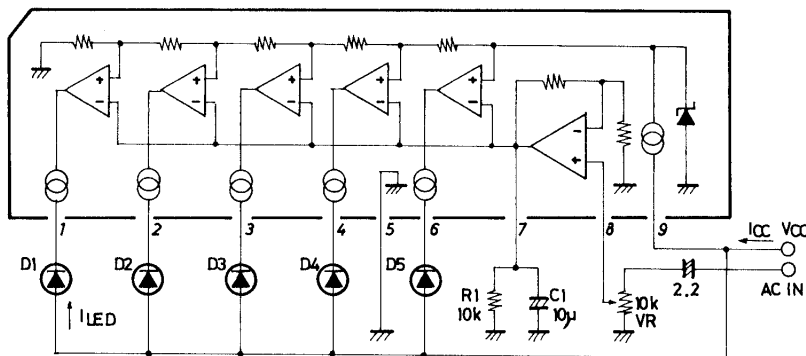 + + + + +
- - - - - -
+
1 2 3 4 5 6 7 8 9
ICC VCC
D1 D2 D3 D4 D5
AC IN
ILED
R1
10k
C1
10μ
10k
VR
2.2